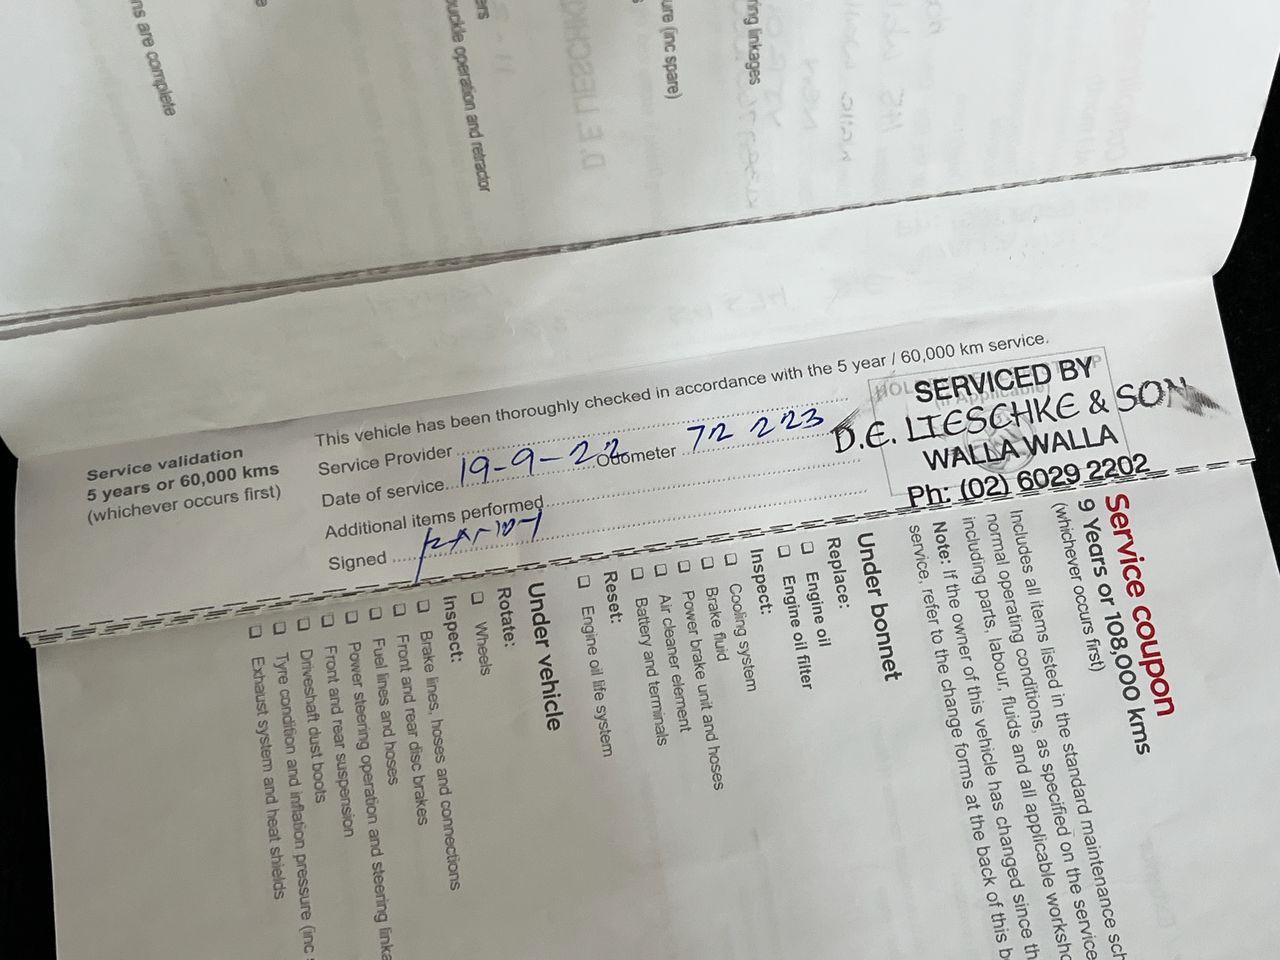 ns are complete
buckle operation and retractor
ure (inc spare)
ring linkages
Service validation
5 years or 60,000 kms
(whichever occurs first)
This vehicle has been thoroughly checked in accordance with the 5 year / 60,000 km service.
Service Provider
Date of service 19-9-22 Odometer 72 223
Additional items performed
Signed
SERVICED BY
D.E. LIESCHKE & SON
WALLA WALLA
Ph: (02) 6029 2202
Service coupon
9 Years or 108,000 kms
(whichever occurs first)
Includes all items listed in the standard maintenance sch
normal operating conditions, as specified on the service
including parts, labour, fluids and all applicable worksho
Note: If the owner of this vehicle has changed since th
service, refer to the change forms at the back of this b
Under bonnet
Replace:
❑ Engine oil
❑ Engine oil filter
Inspect:
❑ Cooling system
❑ Brake fluid
❑ Power brake unit and hoses
❑ Air cleaner element
❑ Battery and terminals
Reset:
❑ Engine oil life system
Under vehicle
Rotate:
❑ Wheels
Inspect:
❑ Brake lines, hoses and connections
❑ Front and rear disc brakes
❑ Fuel lines and hoses
❑ Power steering operation and steering linka
❑ Front and rear suspension
❑ Driveshaft dust boots
❑ Tyre condition and inflation pressure (inc s
❑ Exhaust system and heat shields